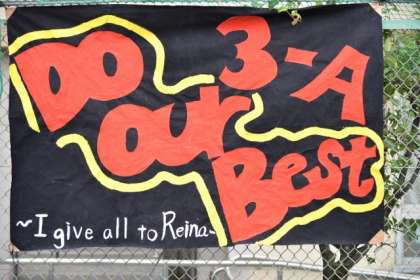 Do 3-A
our
Best
~I give all to Reina~